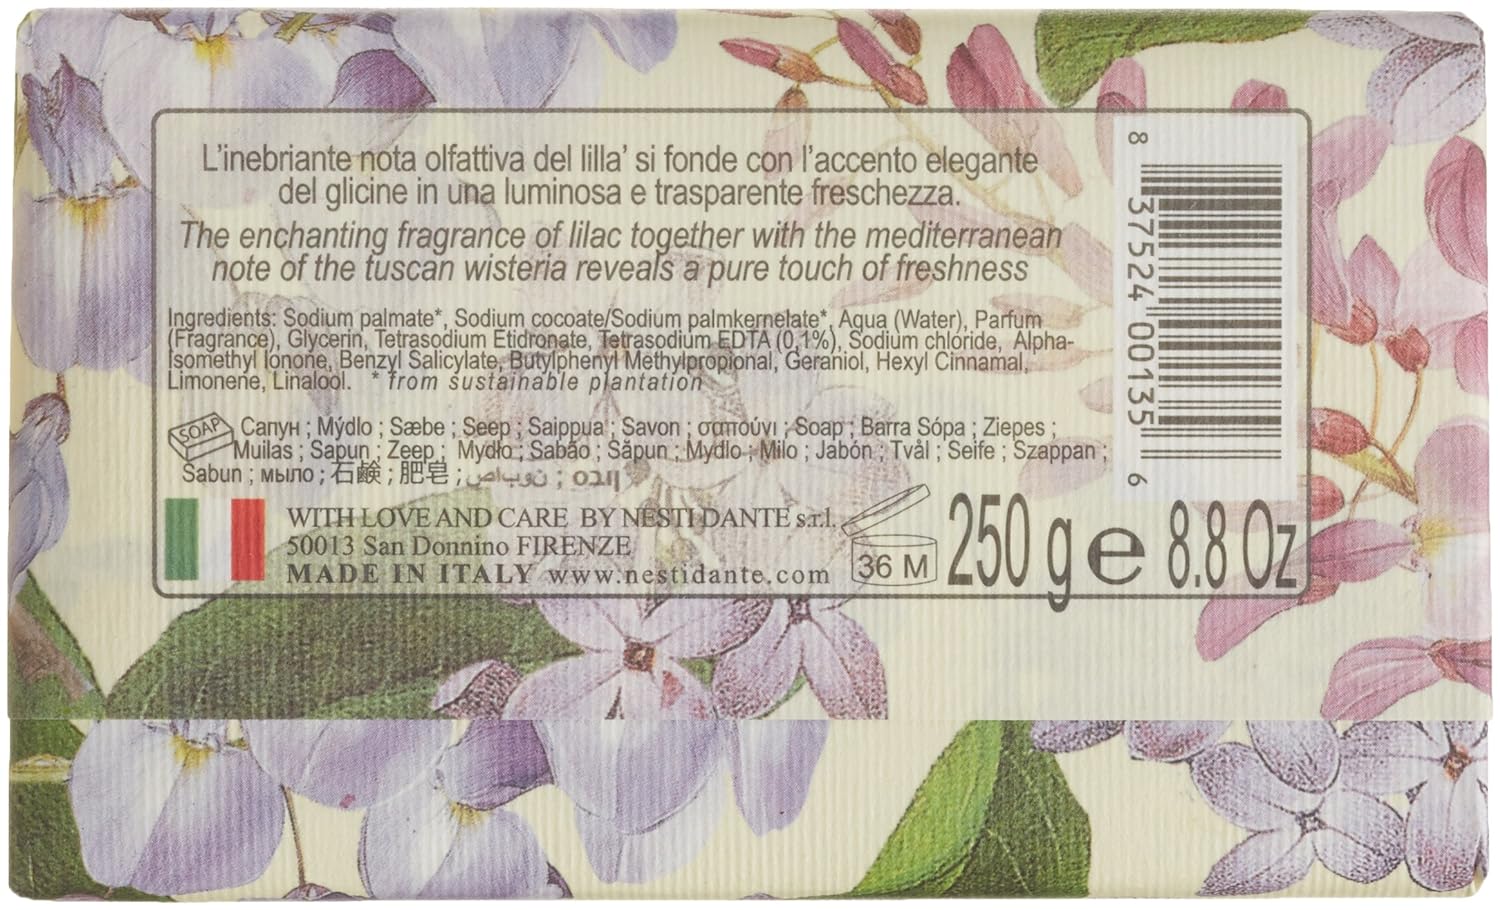 L'inebriante nota olfattiva del lilla' si fonde con l'accento elegante
del glicine in una luminosa e trasparente freschezza.
The enchanting fragrance of lilac together with the mediterranean
note of the tuscan wisteria reveals a pure touch of freshness
Ingredients: Sodium palmate*, Sodium cocoate/Sodium palmkernelate*, Aqua (Water), Parfum
(Fragrance), Glycerin, Tetrasodium Etidronate, Tetrasodium EDTA (0,1%), Sodium chloride, Alpha-
Isomethyl Ionone, Benzyl Salicylate, Butylphenyl Methylpropional, Geraniol, Hexyl Cinnamal,
Limonene, Linalool. * from sustainable plantation
SOAP
Сапун ; Mýdlo ; Sæbe ; Seep ; Saippua ; Savon ; σαπούνι ; Soap ; Barra Sópa ; Ziepes ;
Muilas ; Sapun ; Zeep ; Mydło ; Sabão ; Săpun ; Mydlo ; Milo ; Jabón ; Tvål ; Seife ; Szappan ;
Sabun ; мыло ; 石鹸 ; 肥皂 ;
WITH LOVE AND CARE BY NESTI DANTE s.r.l.
50013 San Donnino FIRENZE
MADE IN ITALY www.nestidante.com
36 M
250 g e 8.8 Oz
8 37524 00135 6